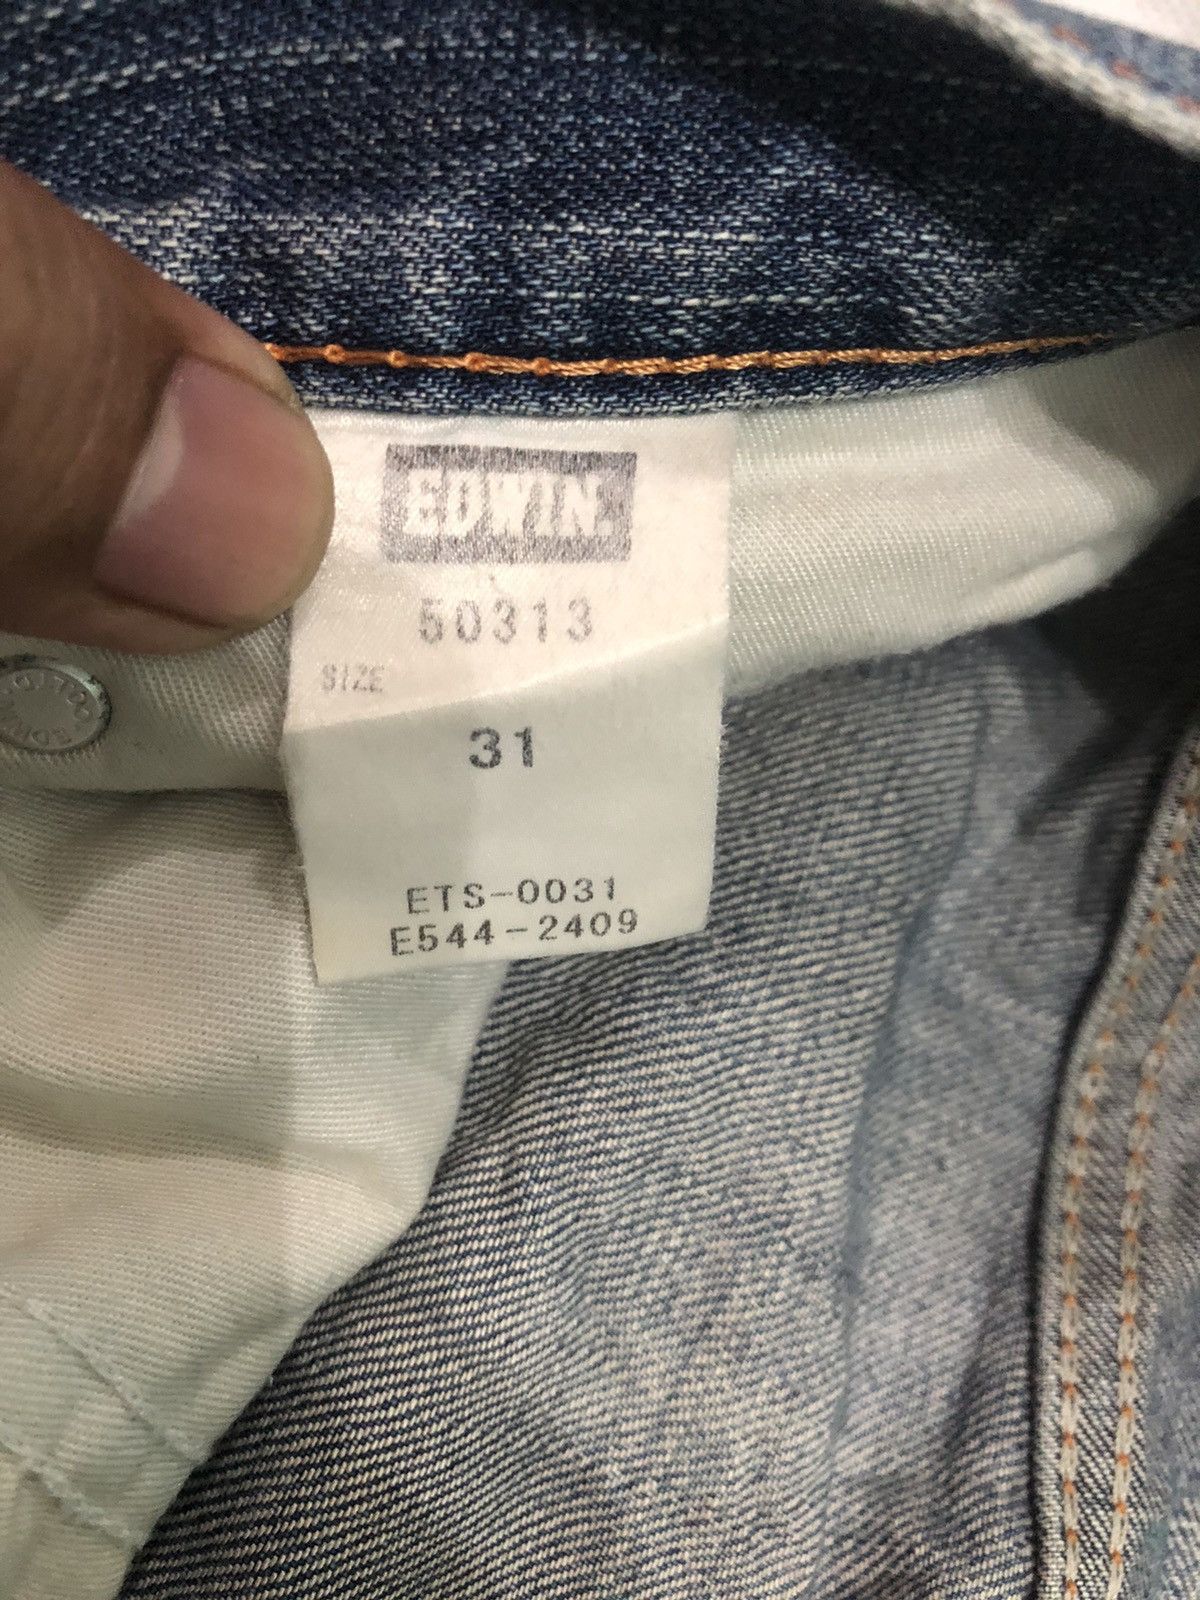 EDWIN.
50313
SIZE
31
ETS-0031
E544-2409